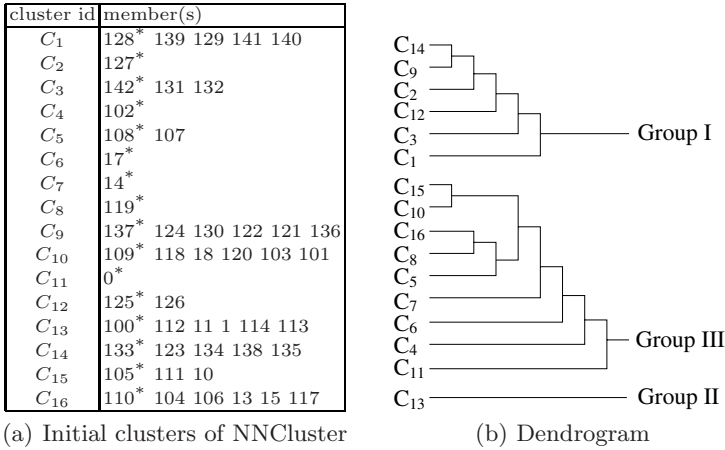 cluster id member(s)
C1 128* 139 129 141 140
C2 127*
C3 142* 131 132
C4 102*
C5 108* 107
C6 17*
C7 14*
C8 119*
C9 137* 124 130 122 121 136
C10 109* 118 18 120 103 101
C11 0*
C12 125* 126
C13 100* 112 11 1 114 113
C14 133* 123 134 138 135
C15 105* 111 10
C16 110* 104 106 13 15 117
(a) Initial clusters of NNCluster
C14
C9
C2
C12
C3
C1
Group I
C15
C10
C16
C8
C5
C7
C6
C4
C11
Group III
C13
Group II
(b) Dendrogram